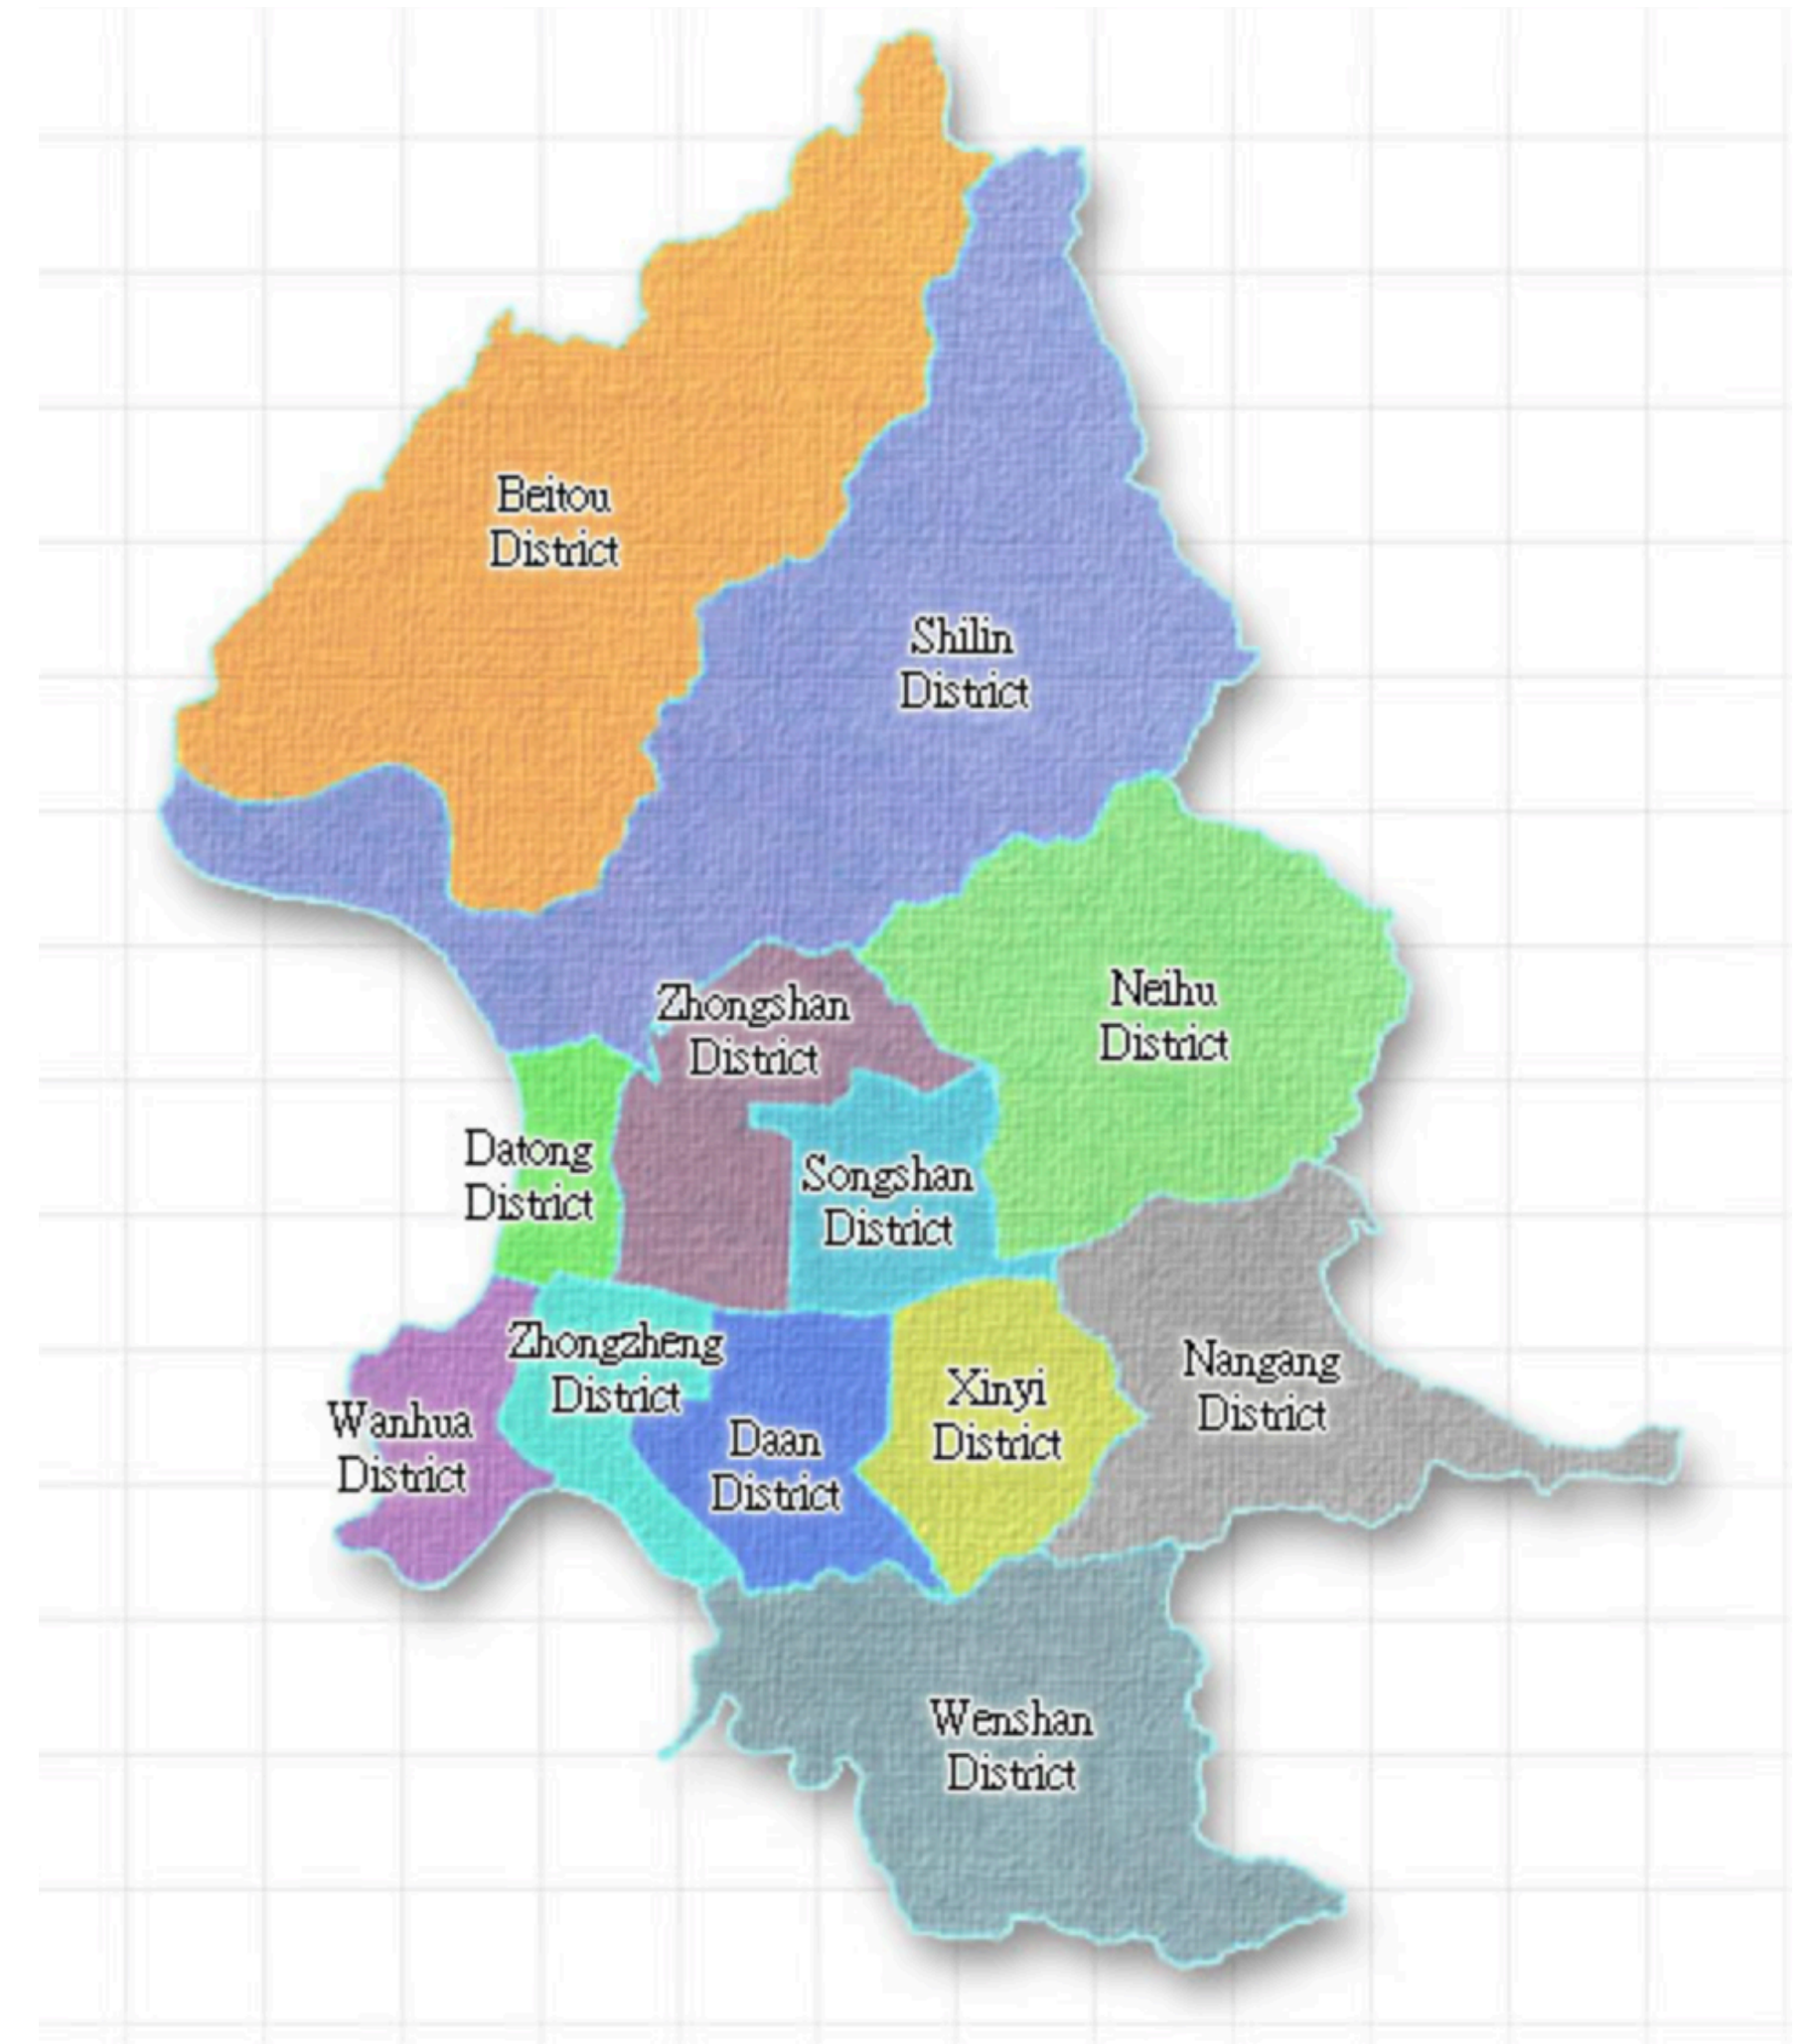 Beitou
District
Shilin
District
Zhongshan
District
Neihu
District
Datong
District
Songshan
District
Zhongzheng
District
Nangang
District
Xinyi
District
Wanhua
District
Daan
District
Wenshan
District